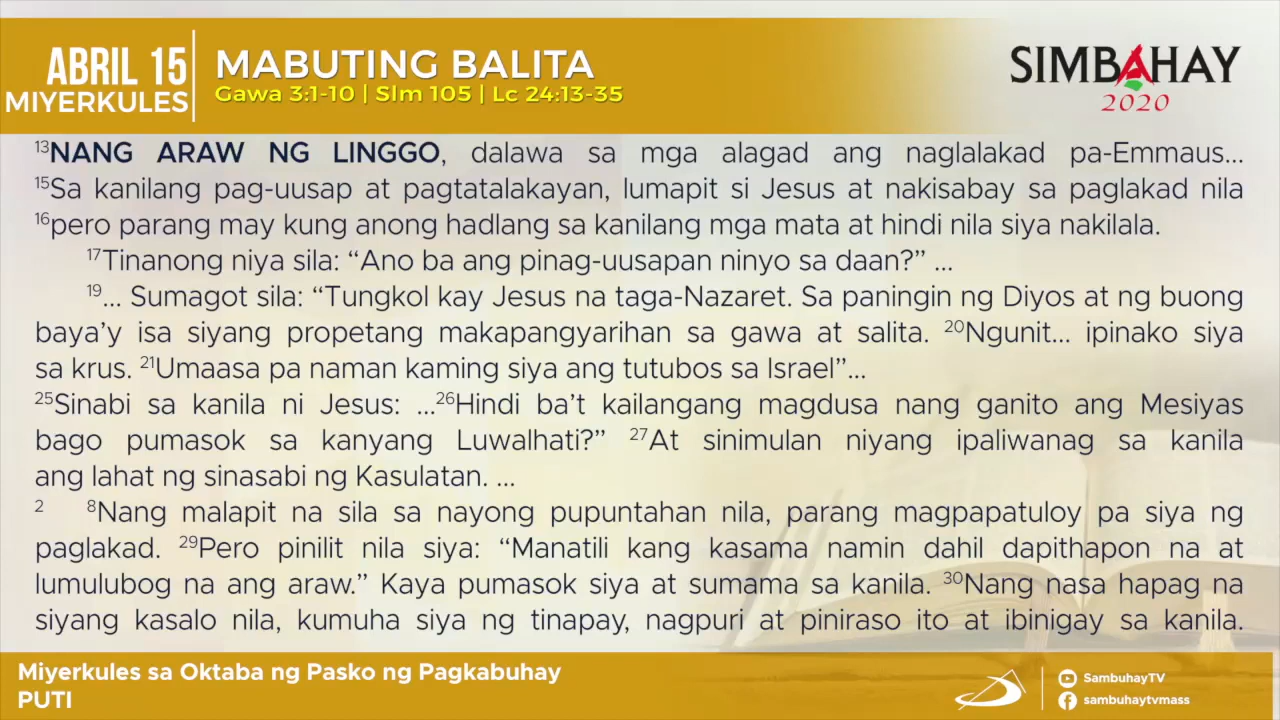 ABRIL 15
MIYERKULES
MABUTING BALITA
Gawa 3:1-10 | Slm 105 | Lc 24:13-35
SIMBAHAY
2020
13NANG ARAW NG LINGGO, dalawa sa mga alagad ang naglalakad pa-Emmaus...
15Sa kanilang pag-uusap at pagtatalakayan, lumapit si Jesus at nakisabay sa paglakad nila
16pero parang may kung anong hadlang sa kanilang mga mata at hindi nila siya nakilala.
17Tinanong niya sila: “Ano ba ang pinag-uusapan ninyo sa daan?” ...
19... Sumagot sila: “Tungkol kay Jesus na taga-Nazaret. Sa paningin ng Diyos at ng buong
baya’y isa siyang propetang makapangyarihan sa gawa at salita. 20Ngunit... ipinako siya
sa krus. 21Umaasa pa naman kaming siya ang tutubos sa Israel”...
25Sinabi sa kanila ni Jesus: ...26Hindi ba’t kailangang magdusa nang ganito ang Mesiyas
bago pumasok sa kanyang Luwalhati?” 27At sinimulan niyang ipaliwanag sa kanila
ang lahat ng sinasabi ng Kasulatan. ...
2 8Nang malapit na sila sa nayong pupuntahan nila, parang magpapatuloy pa siya ng
paglakad. 29Pero pinilit nila siya: “Manatili kang kasama namin dahil dapithapon na at
lumulubog na ang araw.” Kaya pumasok siya at sumama sa kanila. 30Nang nasa hapag na
siyang kasalo nila, kumuha siya ng tinapay, nagpuri at piniraso ito at ibinigay sa kanila.
Miyerkules sa Oktaba ng Pasko ng Pagkabuhay
PUTI
SambuhayTV
sambuhaytvmass